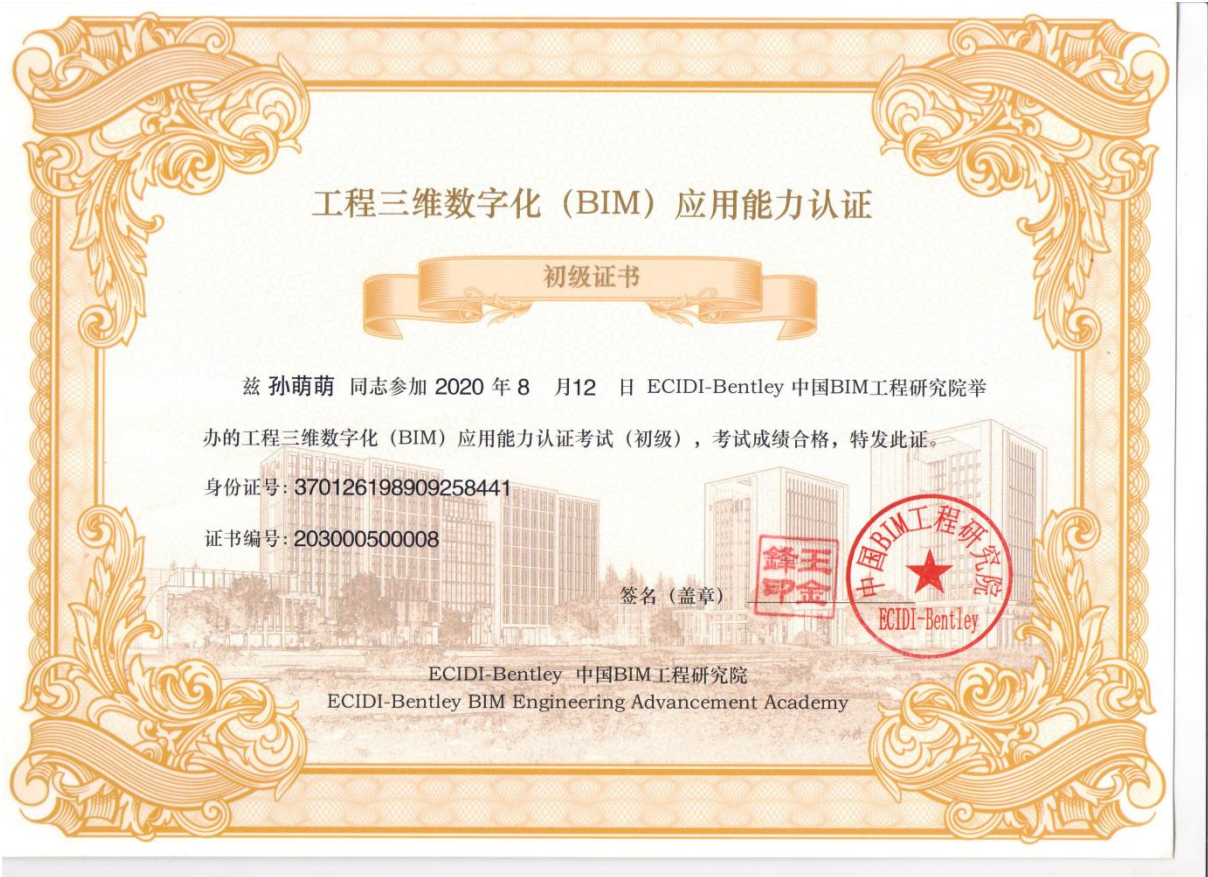 工程三维数字化（BIM）应用能力认证
初级证书
兹 孙萌萌 同志参加 2020 年 8 月12 日 ECIDI-Bentley 中国BIM工程研究院举
办的工程三维数字化（BIM）应用能力认证考试（初级），考试成绩合格，特发此证。
身份证号: 370126198909258441
证书编号: 203000500008
签名（盖章）
王金
鋒印
中国BIM工程研究院
ECIDI-Bentley
ECIDI-Bentley 中国BIM工程研究院
ECIDI-Bentley BIM Engineering Advancement Academy